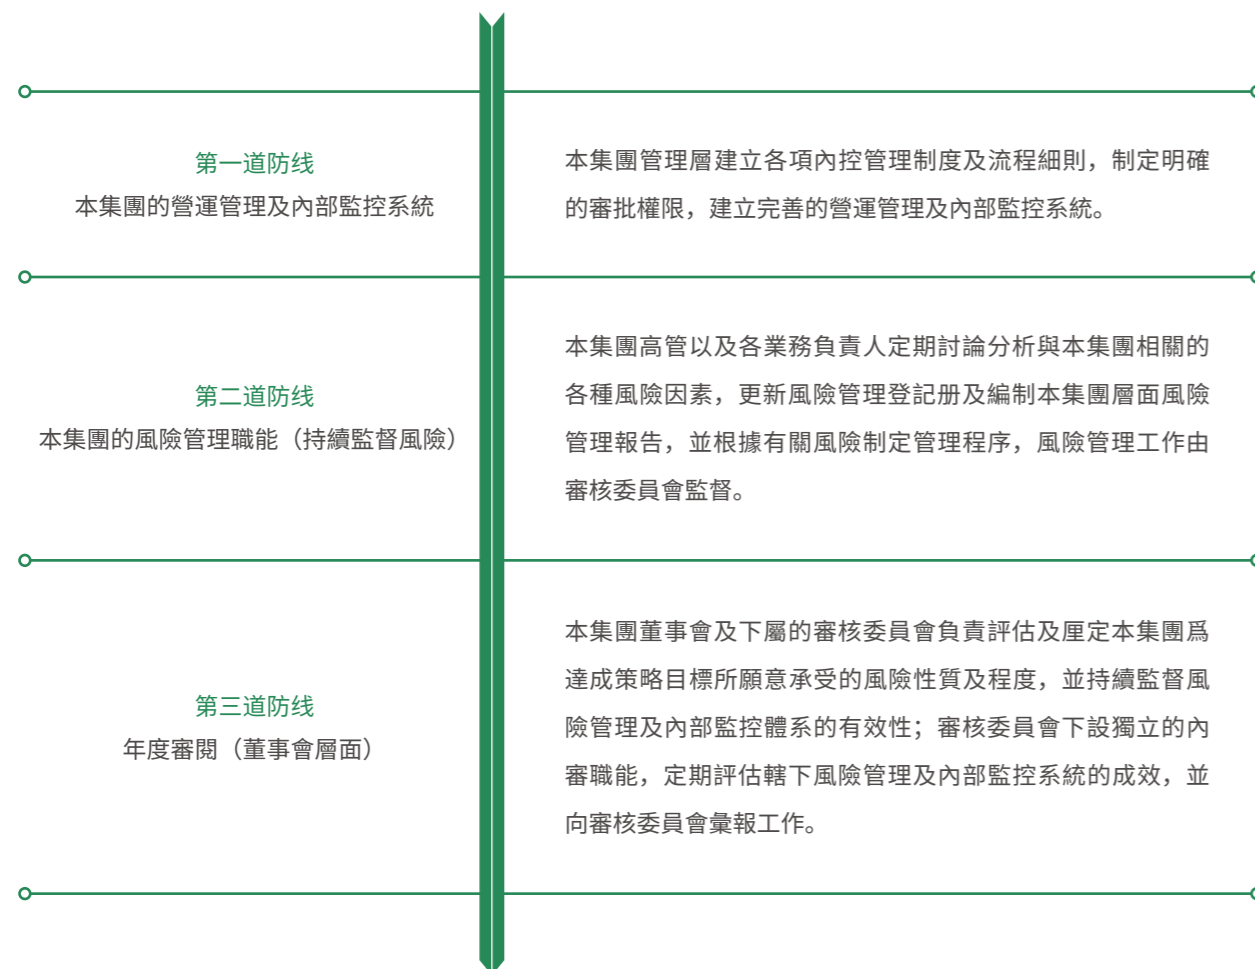 第一道防线
本集團的營運管理及內部監控系統
本集團管理層建立各項內控管理制度及流程細則，制定明確
的審批權限，建立完善的營運管理及內部監控系統。
第二道防线
本集團的風險管理職能（持續監督風險）
本集團高管以及各業務負責人定期討論分析與本集團相關的
各種風險因素，更新風險管理登記册及編制本集團層面風險
管理報告，並根據有關風險制定管理程序，風險管理工作由
審核委員會監督。
第三道防线
年度審閱（董事會層面）
本集團董事會及下屬的審核委員會負責評估及厘定本集團爲
達成策略目標所願意承受的風險性質及程度，並持續監督風
險管理及內部監控體系的有效性；審核委員會下設獨立的內
審職能，定期評估轄下風險管理及內部監控系統的成效，並
向審核委員會彙報工作。